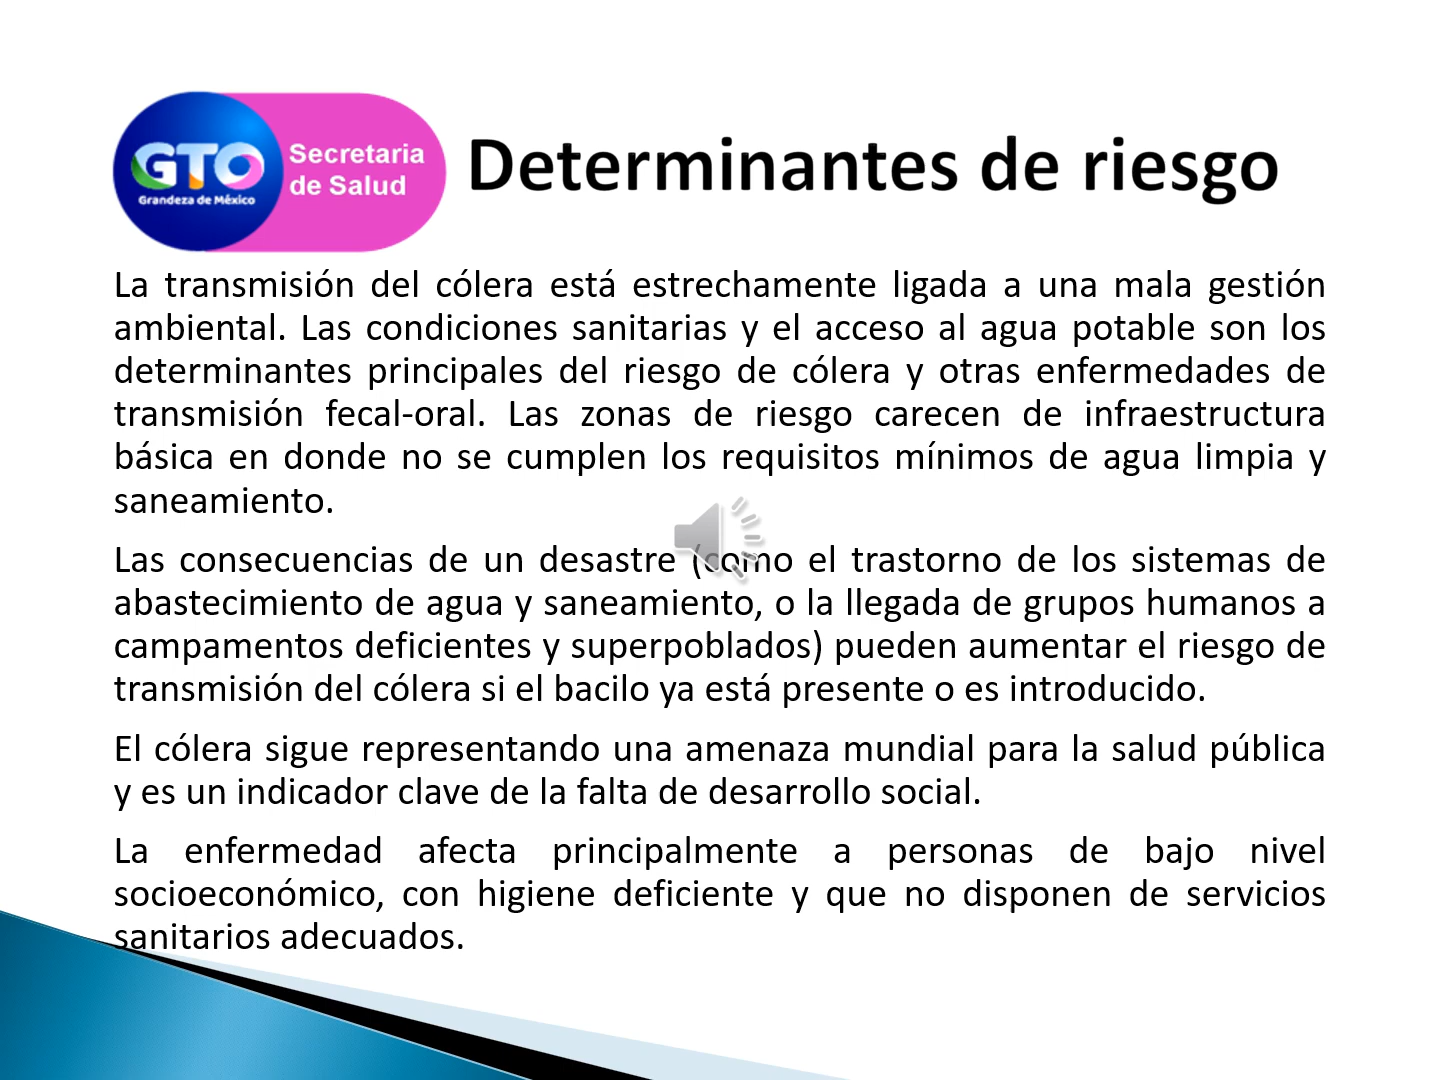 GTO
Grandeza de México
Secretaria
de Salud
Determinantes de riesgo
La transmisión del cólera está estrechamente ligada a una mala gestión
ambiental. Las condiciones sanitarias y el acceso al agua potable son los
determinantes principales del riesgo de cólera y otras enfermedades de
transmisión fecal-oral. Las zonas de riesgo carecen de infraestructura
básica en donde no se cumplen los requisitos mínimos de agua limpia y
saneamiento.
Las consecuencias de un desastre (como el trastorno de los sistemas de
abastecimiento de agua y saneamiento, o la llegada de grupos humanos a
campamentos deficientes y superpoblados) pueden aumentar el riesgo de
transmisión del cólera si el bacilo ya está presente o es introducido.
El cólera sigue representando una amenaza mundial para la salud pública
y es un indicador clave de la falta de desarrollo social.
La enfermedad afecta principalmente a personas de bajo nivel
socioeconómico, con higiene deficiente y que no disponen de servicios
sanitarios adecuados.